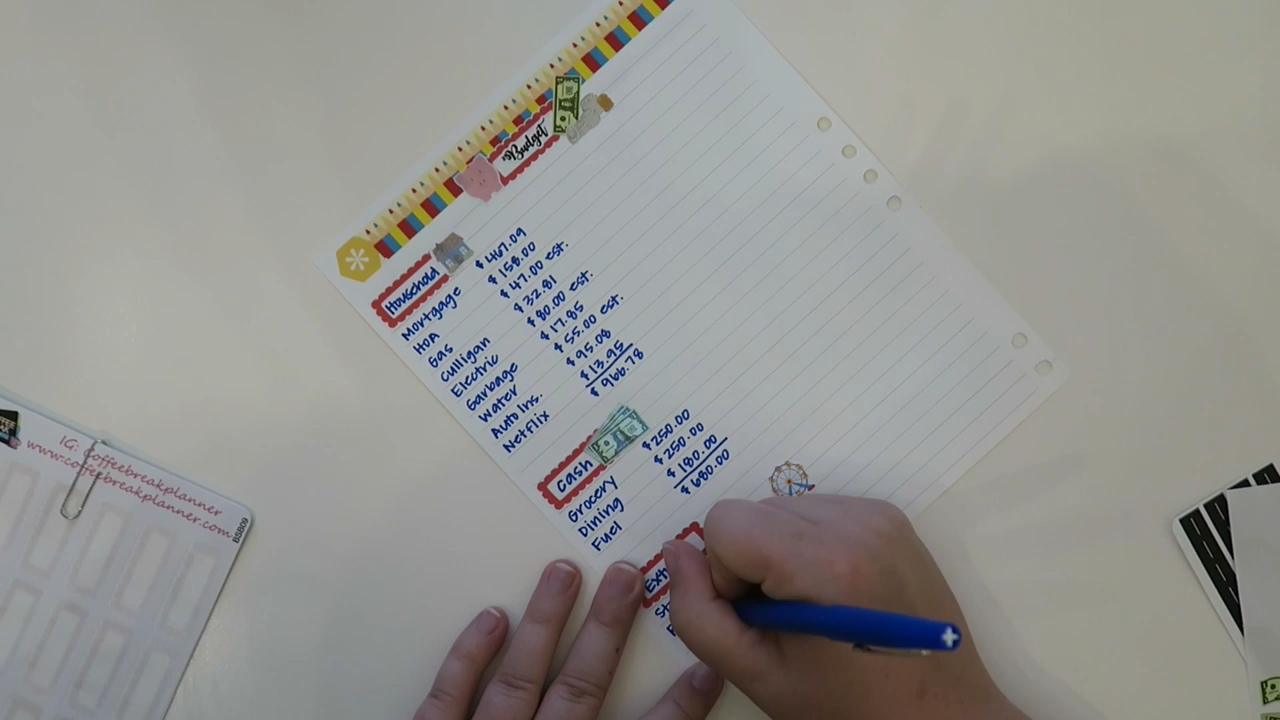 Budget
Household
Mortgage $467.09
HOA $158.00
Gas $47.00 est.
Culligan $32.81
Electric $80.00 est.
Garbage $17.85
Water $55.00 est.
Auto Ins. $95.08
Netflix $13.95
$966.78
Cash
Grocery $250.00
Dining $250.00
Fuel $180.00
$680.00
IG: coffeebreakplanner
www.coffeebreakplanner.com
BSB09